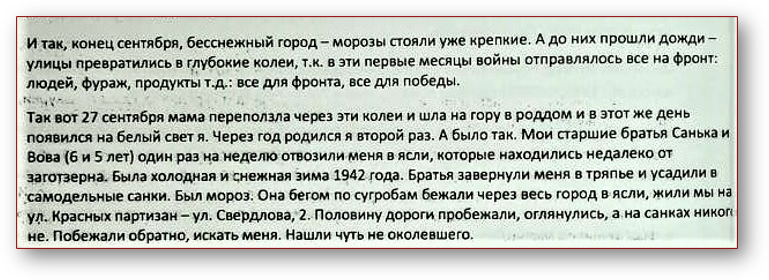 И так, конец сентября, бесснежный город – морозы стояли уже крепкие. А до них прошли дожди –
улицы превратились в глубокие колеи, т.к. в эти первые месяцы войны отправлялось все на фронт:
людей, фураж, продукты т.д.: все для фронта, все для победы.
Так вот 27 сентября мама переползла через эти колеи и шла на гору в роддом и в этот же день
появился на белый свет я. Через год родился я второй раз. А было так. Мои старшие братья Санька и
Вова (6 и 5 лет) один раз на неделю отвозили меня в ясли, которые находились недалеко от
заготзерна. Была холодная и снежная зима 1942 года. Братья завернули меня в тряпье и усадили в
самодельные санки. Был мороз. Она бегом по сугробам бежали через весь город в ясли, жили мы на
ул. Красных партизан – ул. Свердлова, 2. Половину дороги пробежали, оглянулись, а на санках никог
не. Побежали обратно, искать меня. Нашли чуть не околевшего.